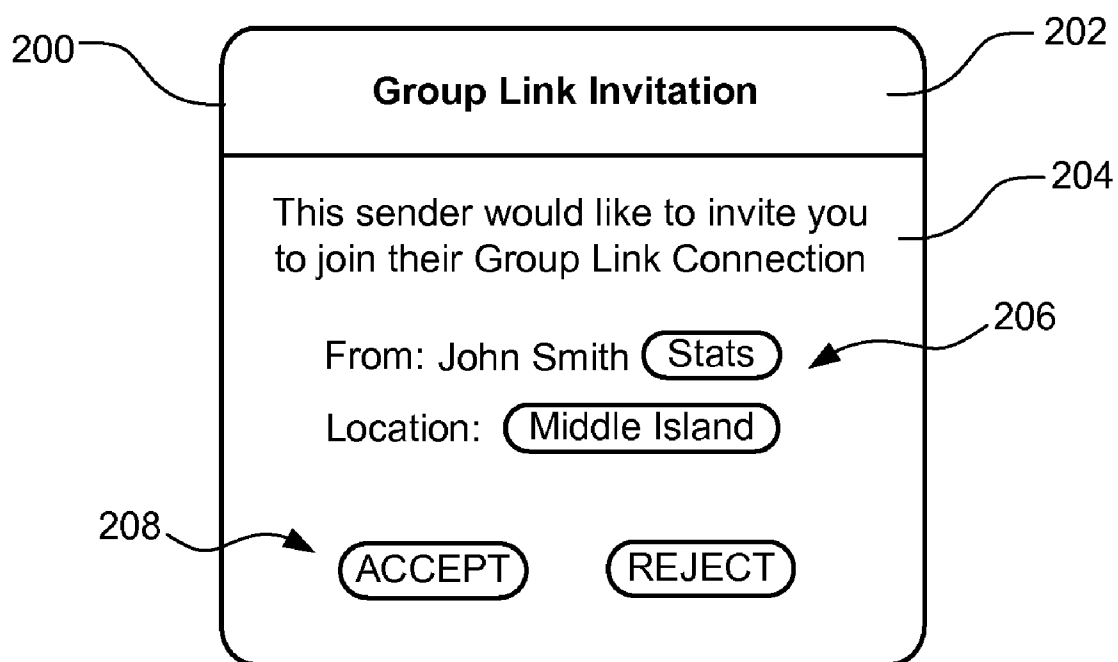 200
202
Group Link Invitation
204
This sender would like to invite you
to join their Group Link Connection
206
From: John Smith Stats
Location: Middle Island
208
ACCEPT REJECT